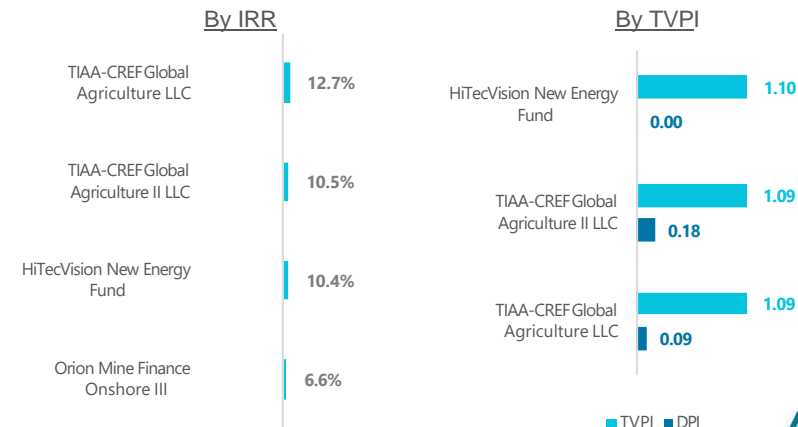 By IRR
TIAA-CREF Global
Agriculture LLC
12.7%
TIAA-CREF Global
Agriculture II LLC
10.5%
HiTecVision New Energy
Fund
10.4%
Orion Mine Finance
Onshore III
6.6%
By TVPI
HiTecVision New Energy
Fund
1.10
0.00
TIAA-CREF Global
Agriculture II LLC
1.09
0.18
TIAA-CREF Global
Agriculture LLC
1.09
0.09
TVPI DPI